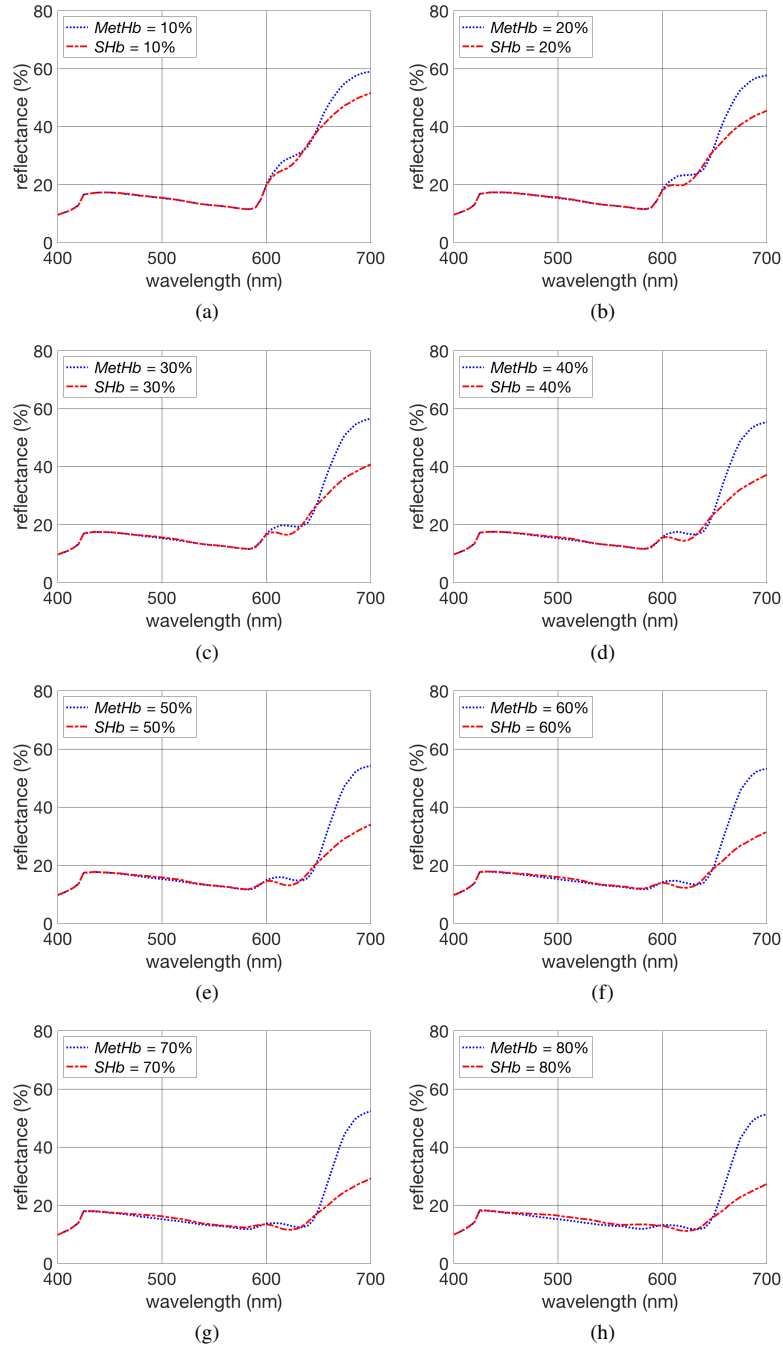 80
60
40
20
0
reflectance (%)
MetHb = 10%
SHb = 10%
400 500 600 700
wavelength (nm)
(a)
80
60
40
20
0
reflectance (%)
MetHb = 20%
SHb = 20%
400 500 600 700
wavelength (nm)
(b)
80
60
40
20
0
reflectance (%)
MetHb = 30%
SHb = 30%
400 500 600 700
wavelength (nm)
(c)
80
60
40
20
0
reflectance (%)
MetHb = 40%
SHb = 40%
400 500 600 700
wavelength (nm)
(d)
80
60
40
20
0
reflectance (%)
MetHb = 50%
SHb = 50%
400 500 600 700
wavelength (nm)
(e)
80
60
40
20
0
reflectance (%)
MetHb = 60%
SHb = 60%
400 500 600 700
wavelength (nm)
(f)
80
60
40
20
0
reflectance (%)
MetHb = 70%
SHb = 70%
400 500 600 700
wavelength (nm)
(g)
80
60
40
20
0
reflectance (%)
MetHb = 80%
SHb = 80%
400 500 600 700
wavelength (nm)
(h)